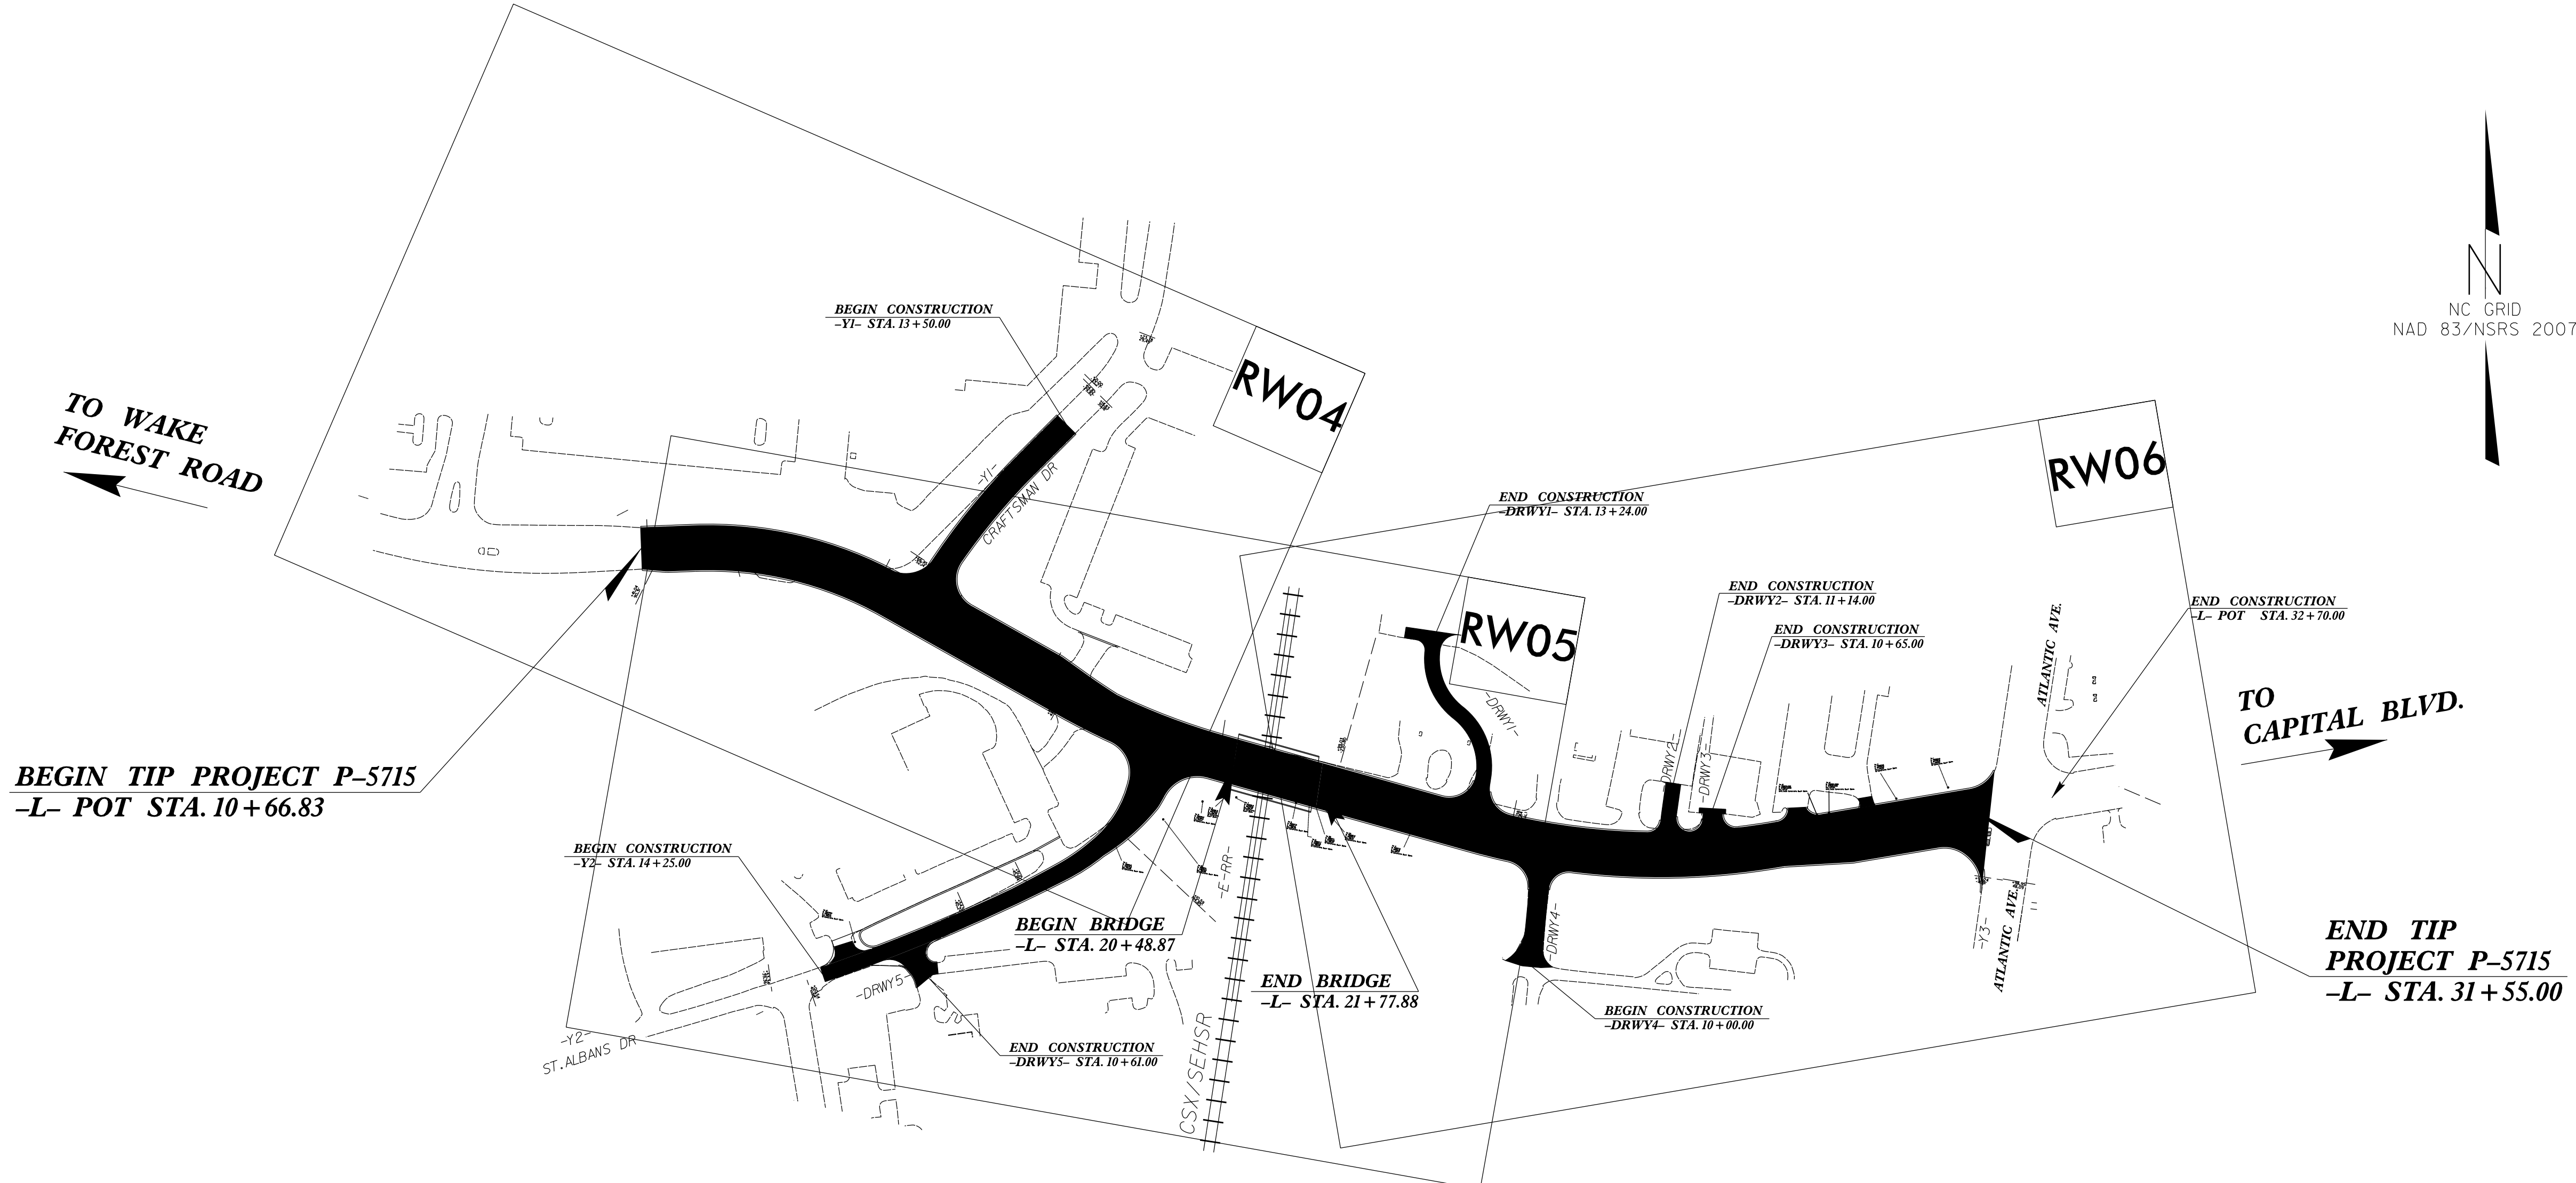 N
NC GRID
NAD 83/NSRS 2007
RW04
BEGIN CONSTRUCTION
-Y1- STA. 13+50.00
TO WAKE
FOREST ROAD
-Y1-
CRAFTSMAN DR
RW06
END CONSTRUCTION
-DRWY1- STA. 13+24.00
RW05
END CONSTRUCTION
-DRWY2- STA. 11+14.00
END CONSTRUCTION
-DRWY3- STA. 10+65.00
END CONSTRUCTION
-L- POT STA. 32+70.00
ATLANTIC AVE.
TO
CAPITAL BLVD.
-DRWY1-
-DRWY2-
-DRWY3-
BEGIN TIP PROJECT P-5715
-L- POT STA. 10+66.83
BEGIN CONSTRUCTION
-Y2- STA. 14+25.00
-E-RR-
BEGIN BRIDGE
-L- STA. 20+48.87
END BRIDGE
-L- STA. 21+77.88
-DRWY4-
-Y3-
ATLANTIC AVE.
END TIP
PROJECT P-5715
-L- STA. 31+55.00
-DRWY5-
BEGIN CONSTRUCTION
-DRWY4- STA. 10+00.00
END CONSTRUCTION
-DRWY5- STA. 10+61.00
-Y2-
ST. ALBANS DR
CSX/SEHSR